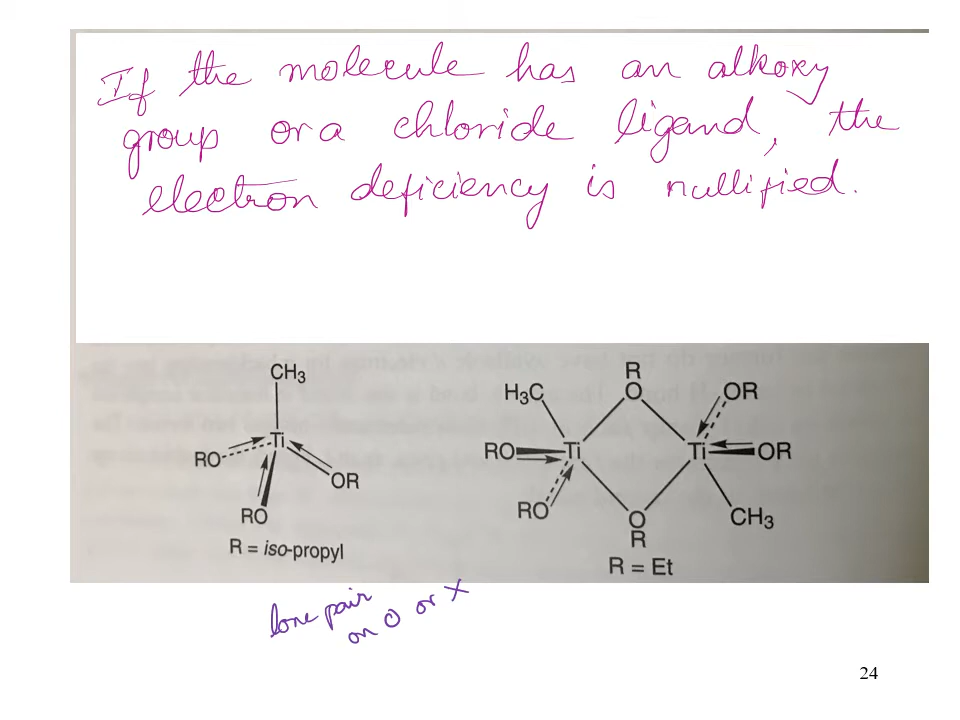 If the molecule has an alkoxy
group or a chloride ligand, the
electron deficiency is nullified.
CH3
Ti
RO
OR
RO
R = iso-propyl
R
O
H3C
OR
RO
Ti
Ti
OR
RO
O
R
CH3
R = Et
lone pair
on O or X
24